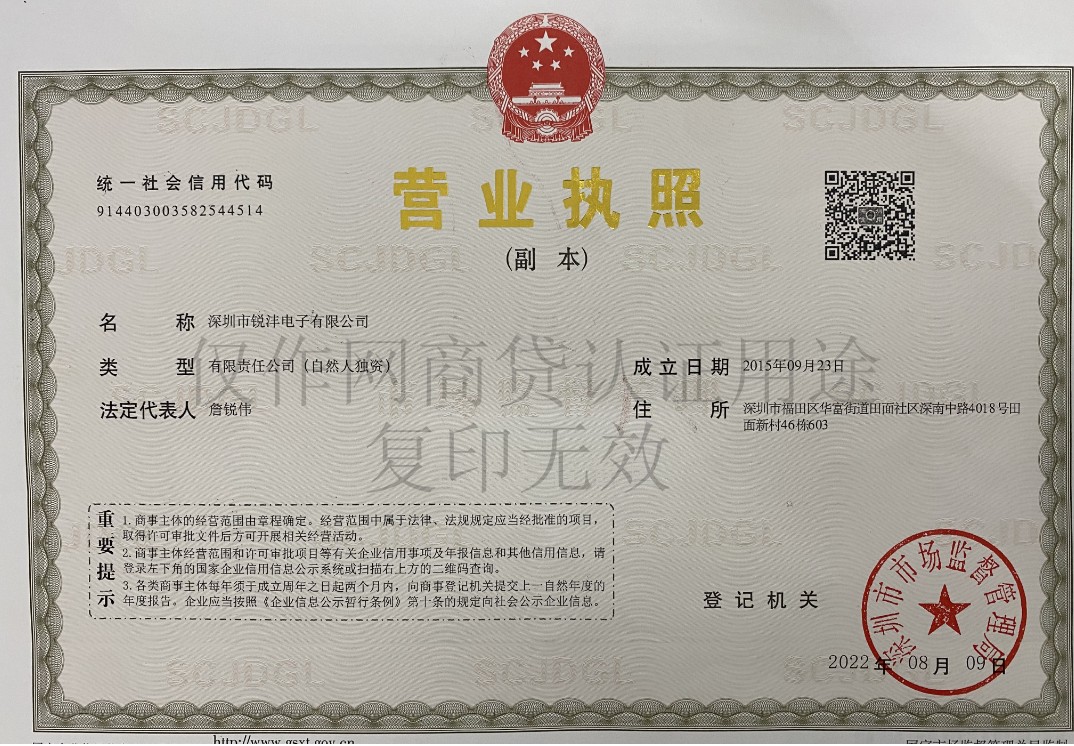 SCJDGL
统一社会信用代码
914403003582544514
营业执照
(副 本)
名 称 深圳市锐沣电子有限公司
类 型 有限责任公司（自然人独资）
法定代表人 詹锐伟
成立日期 2015年09月23日
住 所 深圳市福田区华富街道田面社区深南中路4018号田
面新村46栋603
仅作网商贷认证用途
复印无效
重要提示
1.商事主体的经营范围由章程确定。经营范围中属于法律、法规规定应当经批准的项目，
取得许可审批文件后方可开展相关经营活动。
2.商事主体经营范围和许可审批项目等有关企业信用事项及年报信息和其他信用信息，请
登录左下角的国家企业信用信息公示系统或扫描右上方的二维码查询。
3.各类商事主体每年须于成立周年之日起两个月内，向商事登记机关提交上一自然年度的
年度报告。企业应当按照《企业信息公示暂行条例》第十条的规定向社会公示企业信息。
登记机关
深圳市市场监督管理局
2022年08月09日
http://www.gsxt.gov.cn
国家市场监督管理总局监制